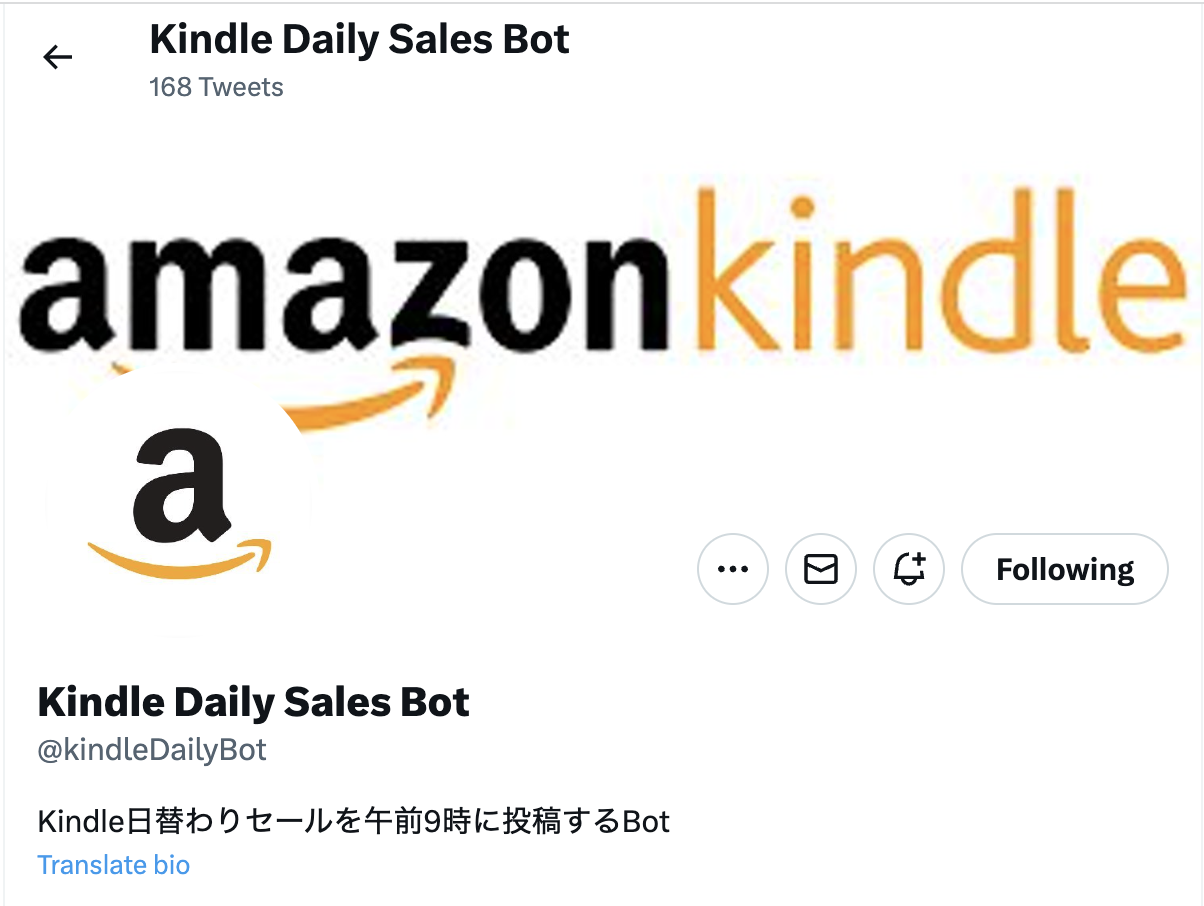 Kindle Daily Sales Bot
168 Tweets
amazonkindle
a
Following
Kindle Daily Sales Bot
@kindleDailyBot
Kindle日替わりセールを午前9時に投稿するBot
Translate bio